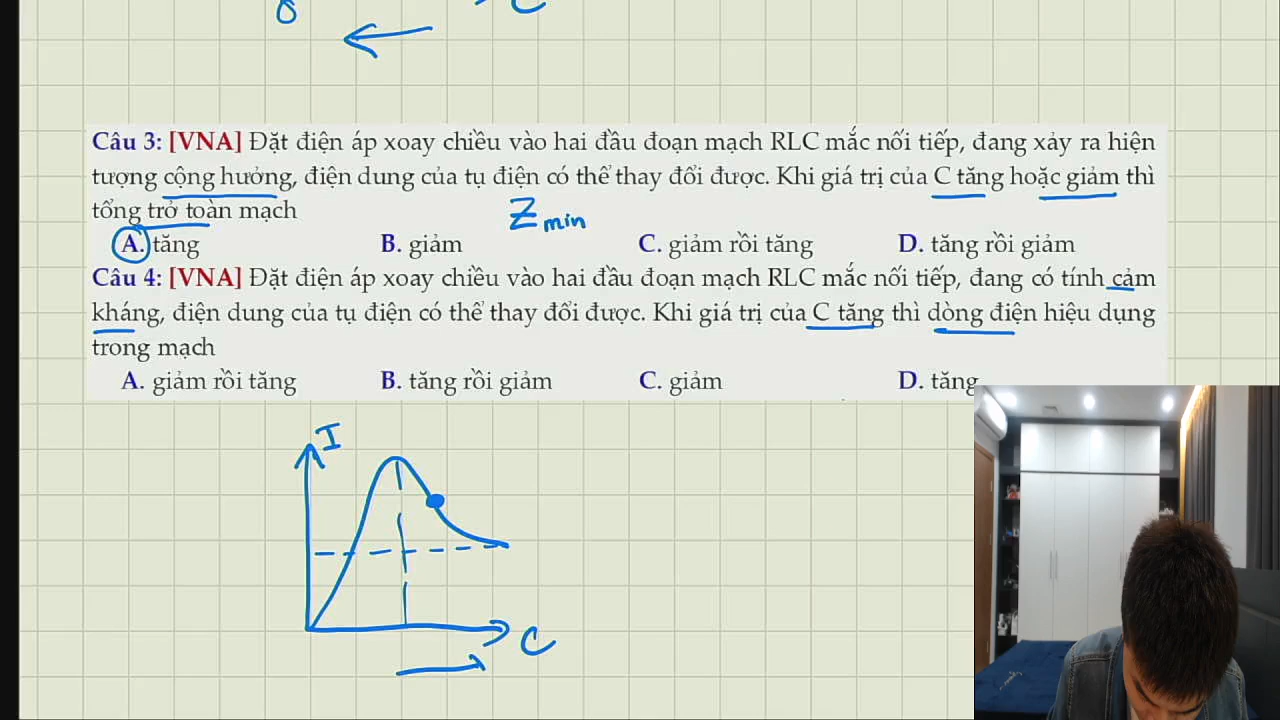 C
Câu 3: [VNA] Đặt điện áp xoay chiều vào hai đầu đoạn mạch RLC mắc nối tiếp, đang xảy ra hiện
tượng cộng hưởng, điện dung của tụ điện có thể thay đổi được. Khi giá trị của C tăng hoặc giảm thì
tổng trở toàn mạch
Z min
A. tăng B. giảm C. giảm rồi tăng D. tăng rồi giảm
Câu 4: [VNA] Đặt điện áp xoay chiều vào hai đầu đoạn mạch RLC mắc nối tiếp, đang có tính cảm
kháng, điện dung của tụ điện có thể thay đổi được. Khi giá trị của C tăng thì dòng điện hiệu dụng
trong mạch
A. giảm rồi tăng B. tăng rồi giảm C. giảm D. tăng
I
C